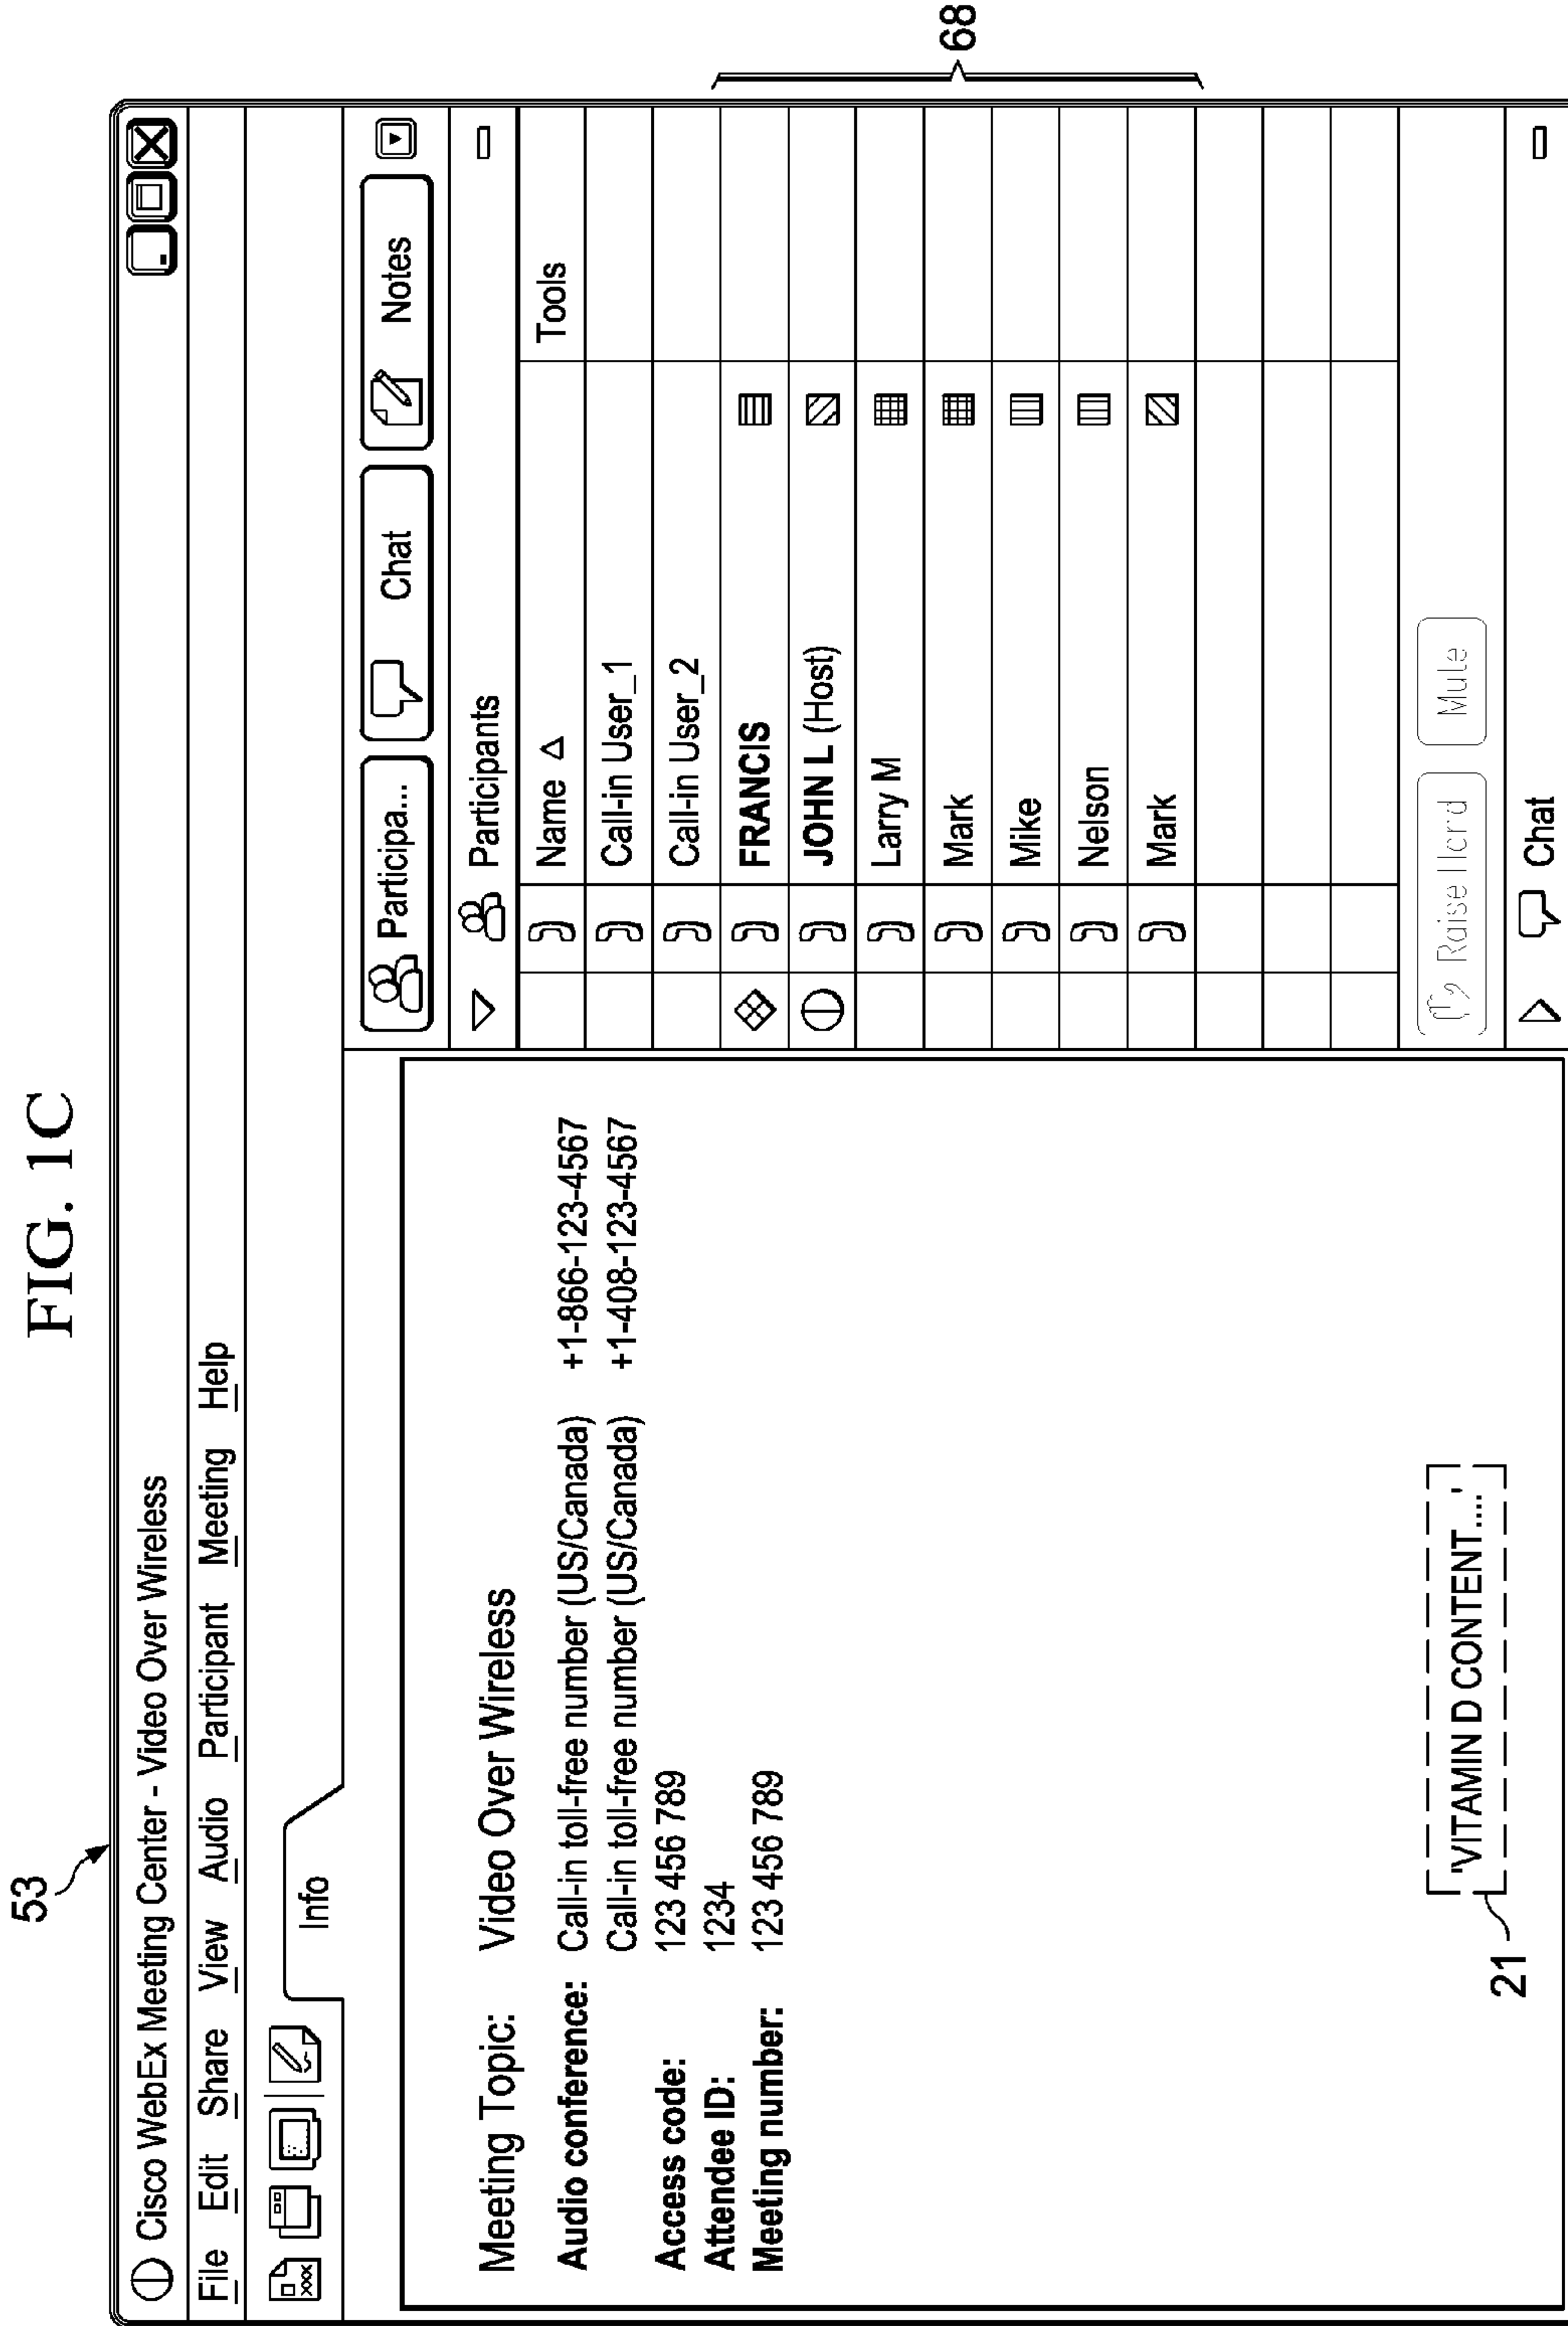 FIG. 1C
53
Cisco WebEx Meeting Center - Video Over Wireless
File Edit Share View Audio Participant Meeting Help
xxx
Info
Participa... Chat Notes
Meeting Topic: Video Over Wireless
Audio conference: Call-in toll-free number (US/Canada) +1-866-123-4567
Call-in toll-free number (US/Canada) +1-408-123-4567
Access code: 123 456 789
Attendee ID: 1234
Meeting number: 123 456 789
'VITAMIN D CONTENT....'
21
Participants
Name Tools
Call-in User_1
Call-in User_2
FRANCIS
JOHN L (Host)
Larry M
Mark
Mike
Nelson
Mark
68
Raise Mute
Chat